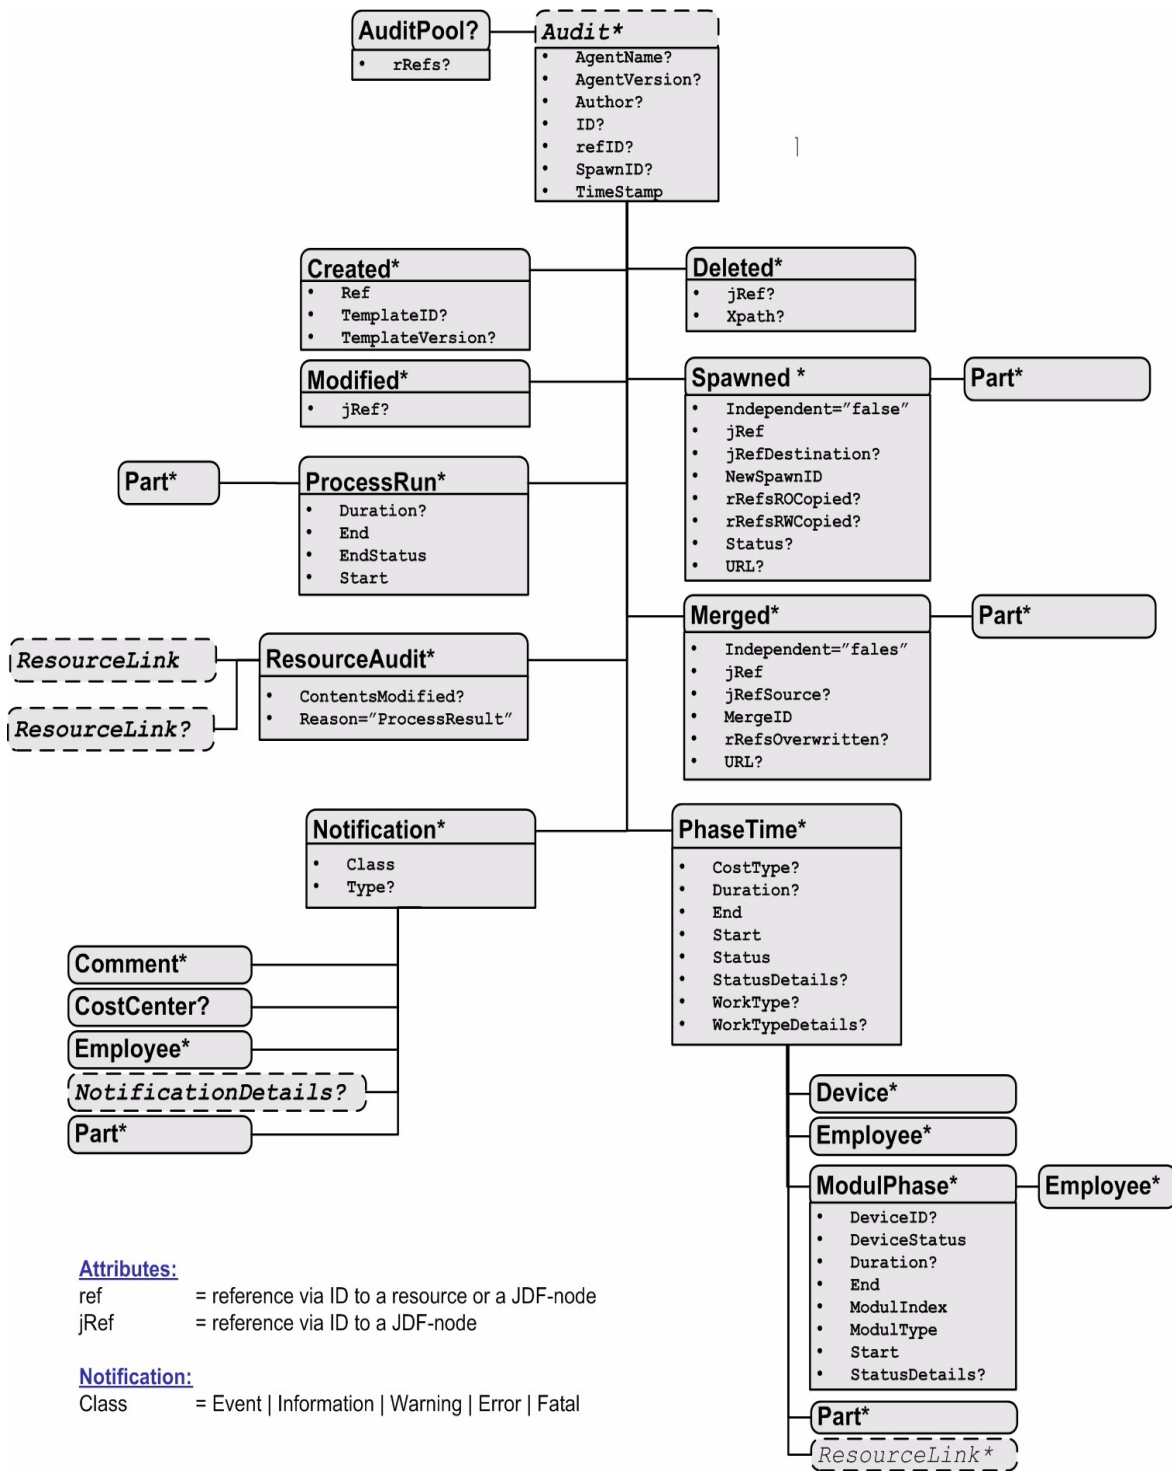 AuditPool?
• rRefs?
Audit*
• AgentName?
• AgentVersion?
• Author?
• ID?
• refID?
• SpawnID?
• TimeStamp
Created*
• Ref
• TemplateID?
• TemplateVersion?
Deleted*
• jRef?
• Xpath?
Modified*
• jRef?
Spawned *
• Independent=”false”
• jRef
• jRefDestination?
• NewSpawnID
• rRefsROCopied?
• rRefsRWCopied?
• Status?
• URL?
Part*
Part*
ProcessRun*
• Duration?
• End
• EndStatus
• Start
Merged*
• Independent=”fales”
• jRef
• jRefSource?
• MergeID
• rRefsOverwritten?
• URL?
Part*
ResourceLink
ResourceLink?
ResourceAudit*
• ContentsModified?
• Reason=”ProcessResult”
Notification*
• Class
• Type?
Comment*
CostCenter?
Employee*
NotificationDetails?
Part*
PhaseTime*
• CostType?
• Duration?
• End
• Start
• Status
• StatusDetails?
• WorkType?
• WorkTypeDetails?
Device*
Employee*
ModulPhase*
• DeviceID?
• DeviceStatus
• Duration?
• End
• ModulIndex
• ModulType
• Start
• StatusDetails?
Employee*
Part*
ResourceLink*
Attributes:
ref = reference via ID to a resource or a JDF-node
jRef = reference via ID to a JDF-node
Notification:
Class = Event | Information | Warning | Error | Fatal